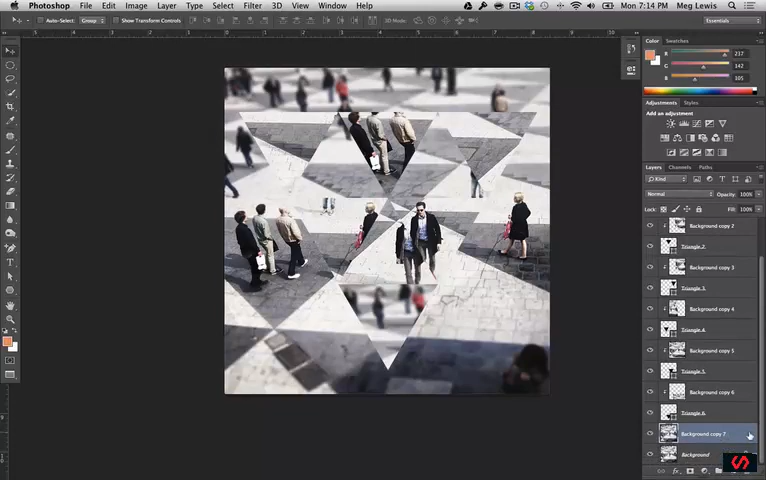 Photoshop File Edit Image Layer Type Select Filter 3D View Window Help Mon 7:14 PM Meg Lewis
Auto-Select: Group Show Transform Controls 3D Mode: Essentials
Color Swatches
R 237
G 142
B 105
Adjustments Styles
Add an adjustment
Layers Channels Paths
Kind
Normal Opacity: 100%
Lock: Fill: 100%
Background copy 2
Triangle 2
Background copy 3
Triangle 3
Background copy 4
Triangle 4
Background copy 5
Triangle 5
Background copy 6
Triangle 6
Background copy 7
Background